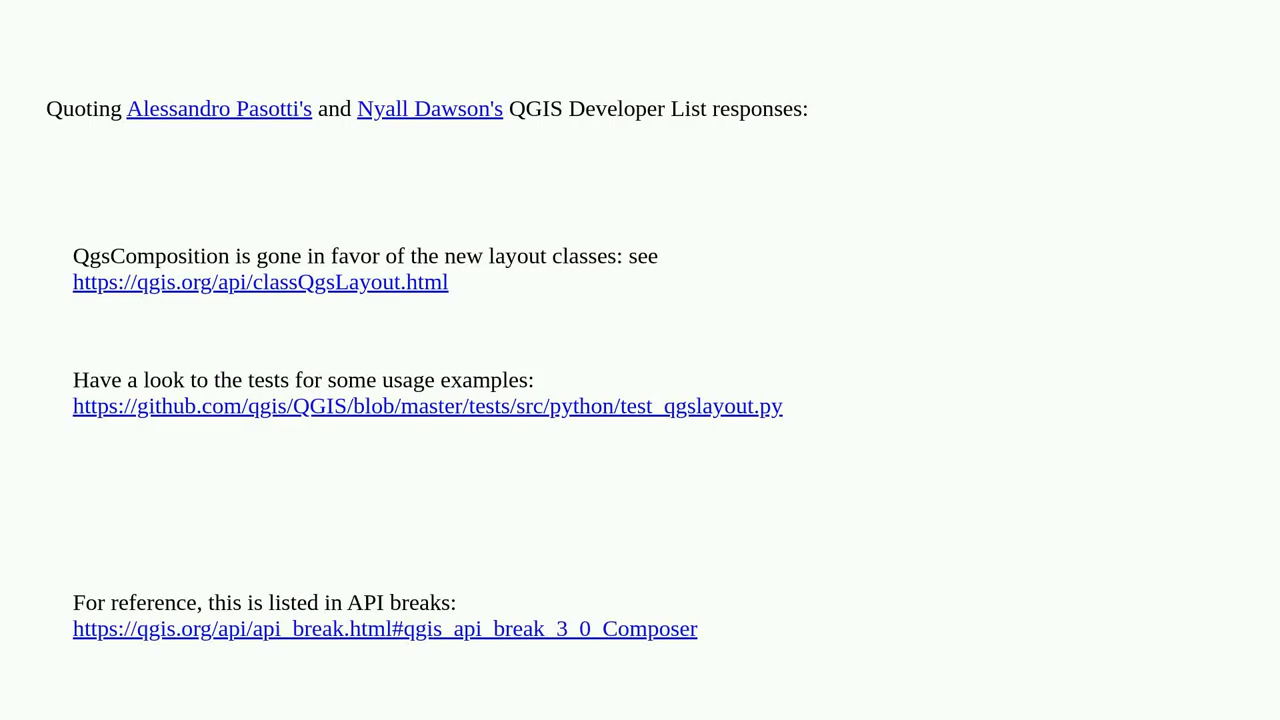 Quoting Alessandro Pasotti's and Nyall Dawson's QGIS Developer List responses:
QgsComposition is gone in favor of the new layout classes: see
https://qgis.org/api/classQgsLayout.html
Have a look to the tests for some usage examples:
https://github.com/qgis/QGIS/blob/master/tests/src/python/test_qgslayout.py
For reference, this is listed in API breaks:
https://qgis.org/api/api_break.html#qgis_api_break_3_0_Composer